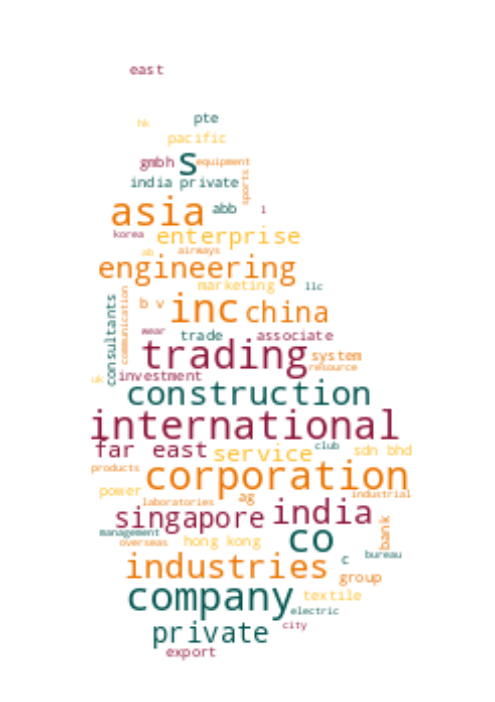 east
hk
pte
pacific
gmbh s equipment
india private
sports
asia abb l
korea enterprise
ab airways
engineering
marketing llc
consultants
communication
b v inc china
wear trade associate
trading system
resource
uk investment
construction
international
far east service club sdn bhd
products corporation
power ag industrial
laboratories
singapore india
management co bank
overseas hong kong
c bureau
industries group
company textile
electric
private city
export